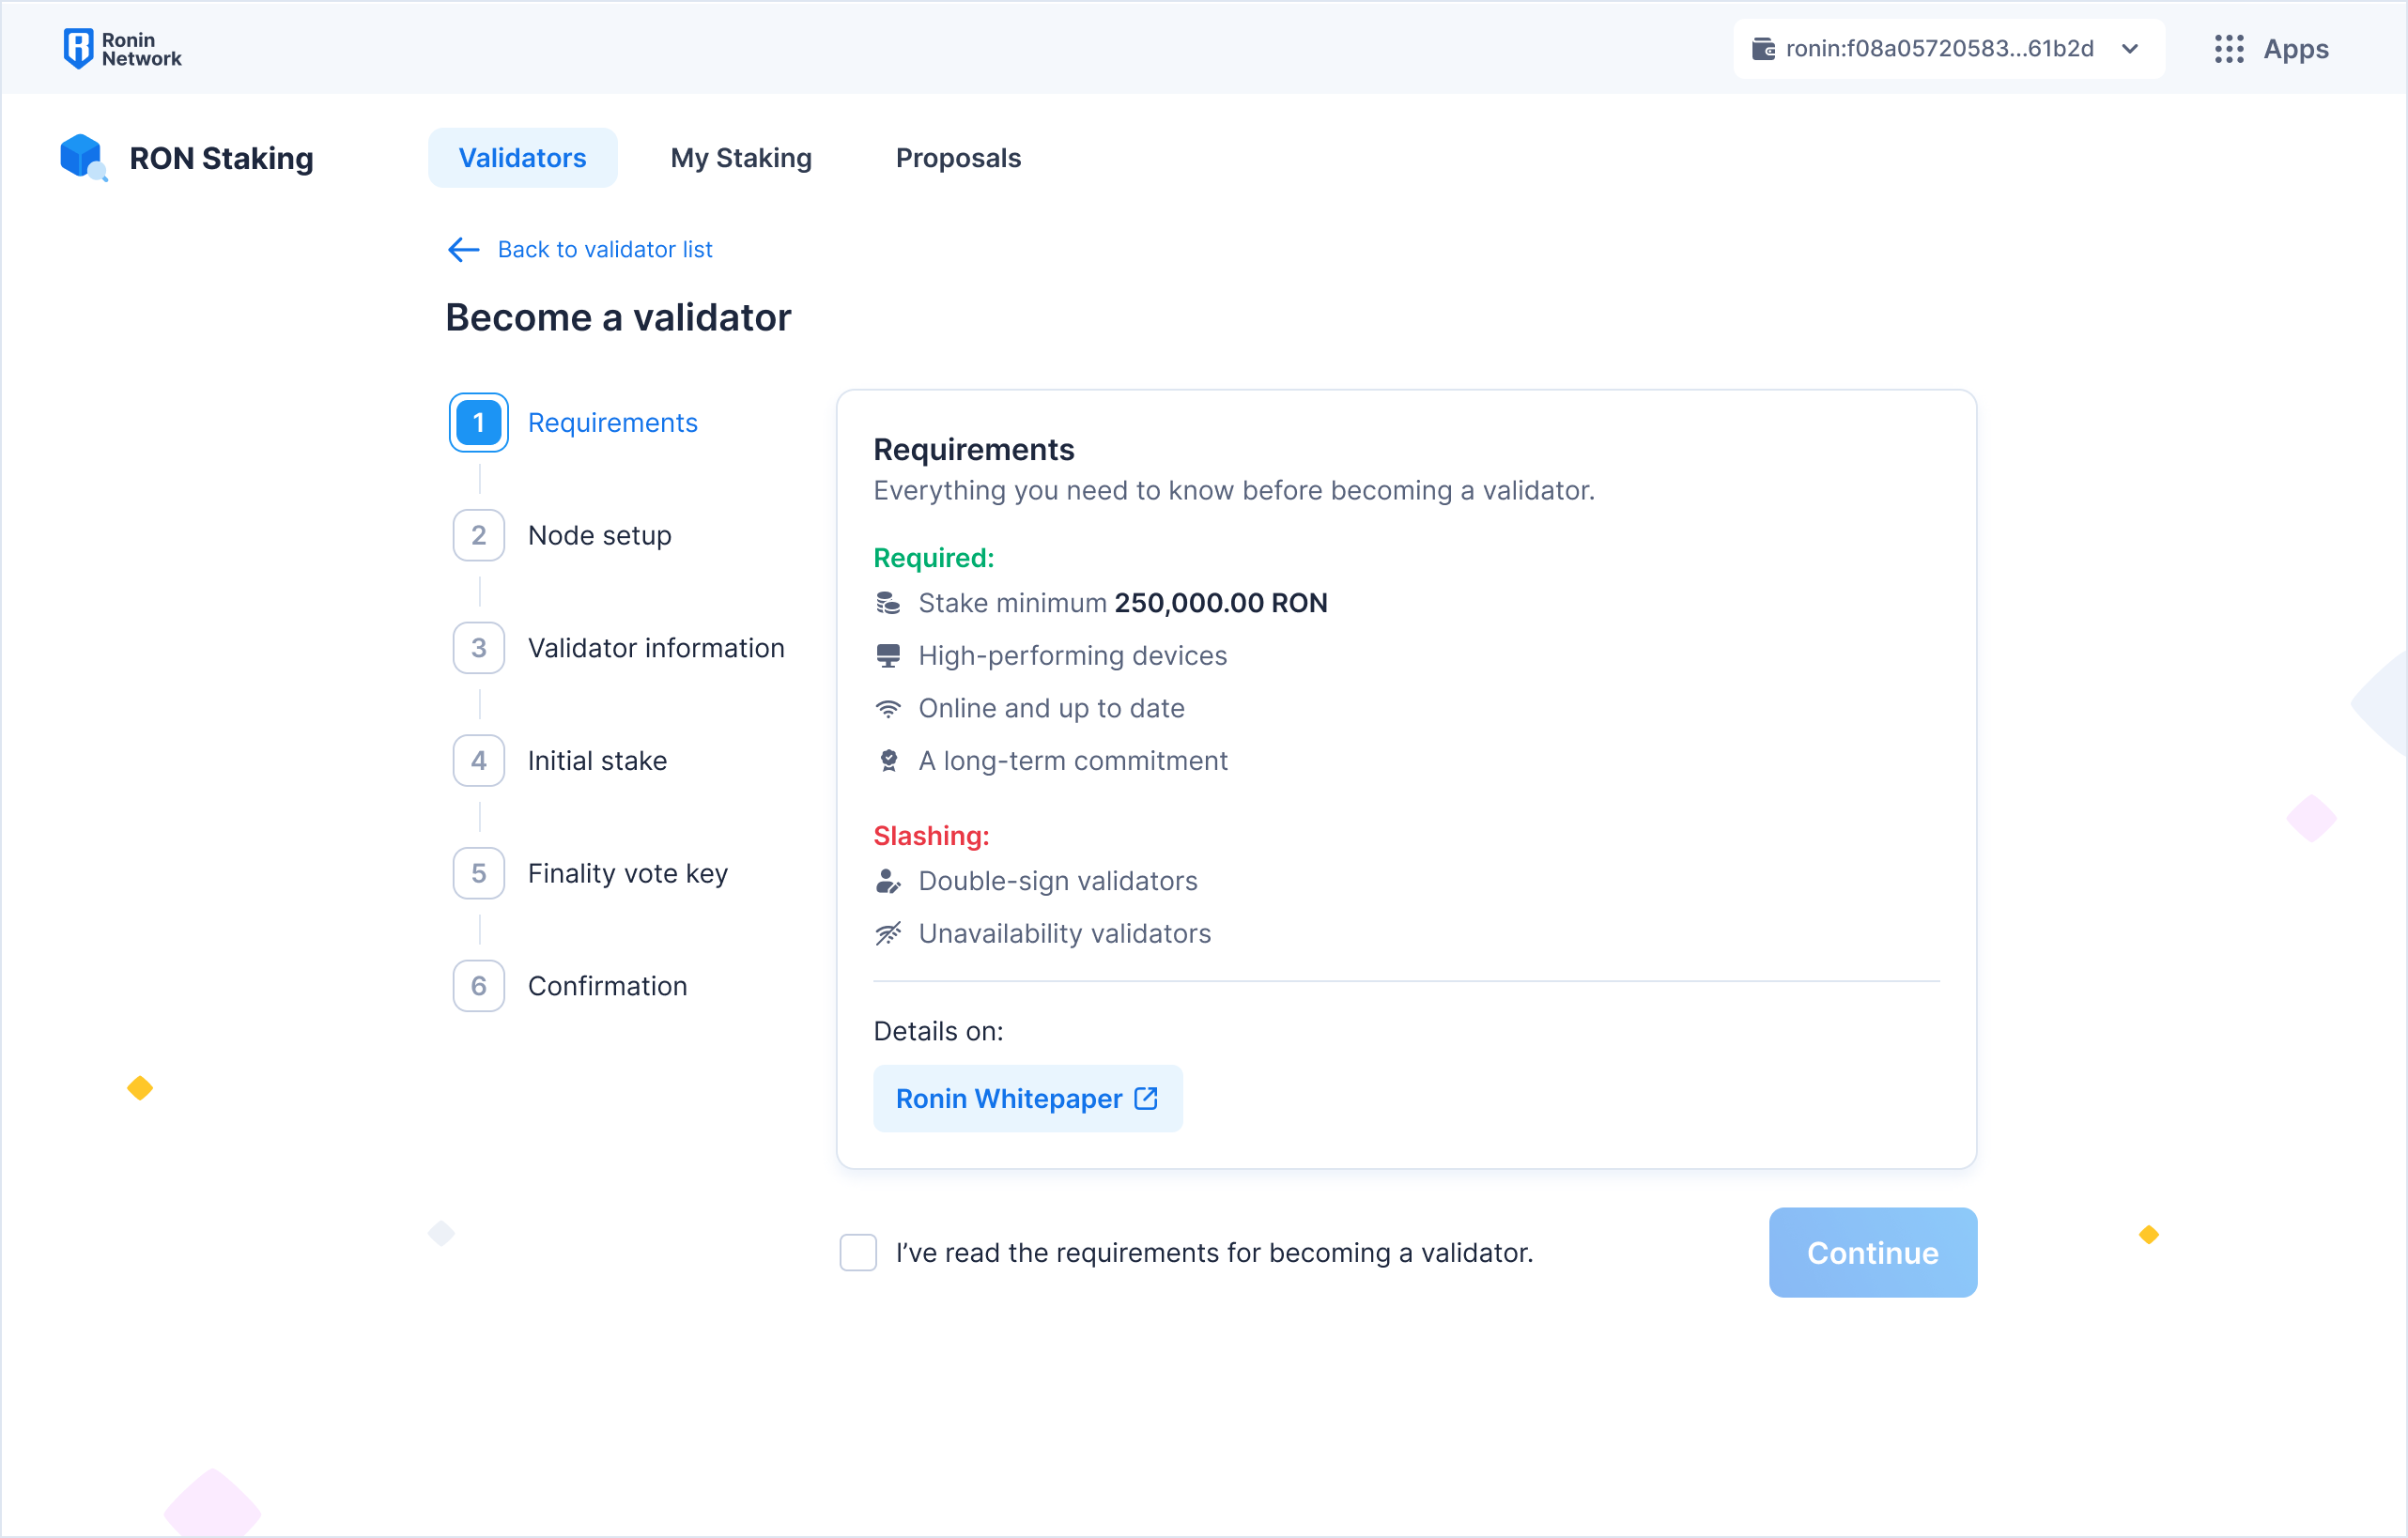 Ronin
Network
ronin:f08a05720583...61b2d
Apps
RON Staking
Validators
My Staking
Proposals
Back to validator list
Become a validator
1 Requirements
2 Node setup
3 Validator information
4 Initial stake
5 Finality vote key
6 Confirmation
Requirements
Everything you need to know before becoming a validator.
Required:
Stake minimum 250,000.00 RON
High-performing devices
Online and up to date
A long-term commitment
Slashing:
Double-sign validators
Unavailability validators
Details on:
Ronin Whitepaper
I’ve read the requirements for becoming a validator.
Continue